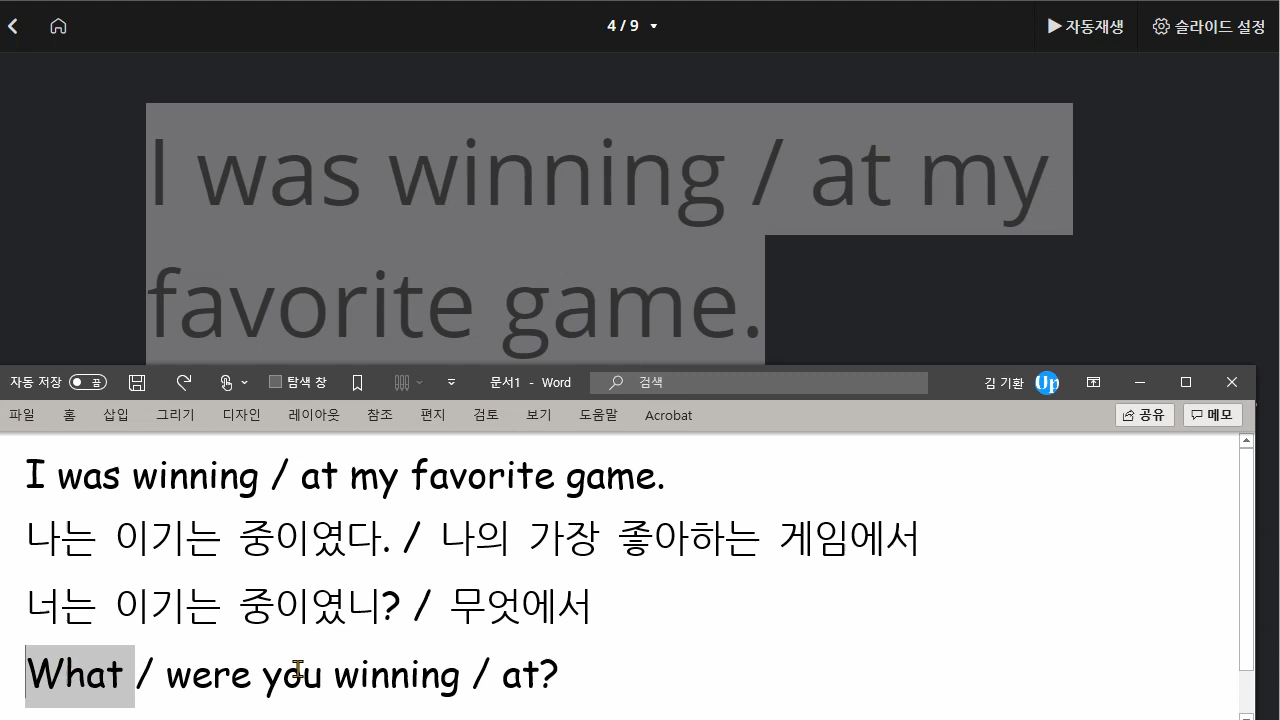 4 / 9
자동재생
슬라이드 설정
I was winning / at my
favorite game.
자동 저장
끔
탐색 창
문서1 - Word
검색
김 기환
Up
파일 홈 삽입 그리기 디자인 레이아웃 참조 편지 검토 보기 도움말 Acrobat
공유 메모
I was winning / at my favorite game.
나는 이기는 중이였다. / 나의 가장 좋아하는 게임에서
너는 이기는 중이였니? / 무엇에서
What / were you winning / at?